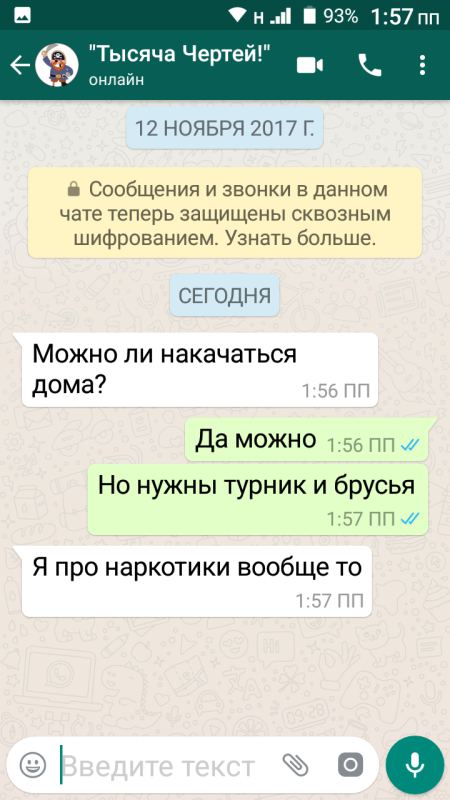 н 93% 1:57 пп
"Тысяча Чертей!"
онлайн
12 НОЯБРЯ 2017 Г.
Сообщения и звонки в данном
чате теперь защищены сквозным
шифрованием. Узнать больше.
СЕГОДНЯ
Можно ли накачаться
дома?
1:56 ПП
Да можно 1:56 ПП
Но нужны турник и брусья
1:57 ПП
Я про наркотики вообще то
1:57 ПП
Введите текст